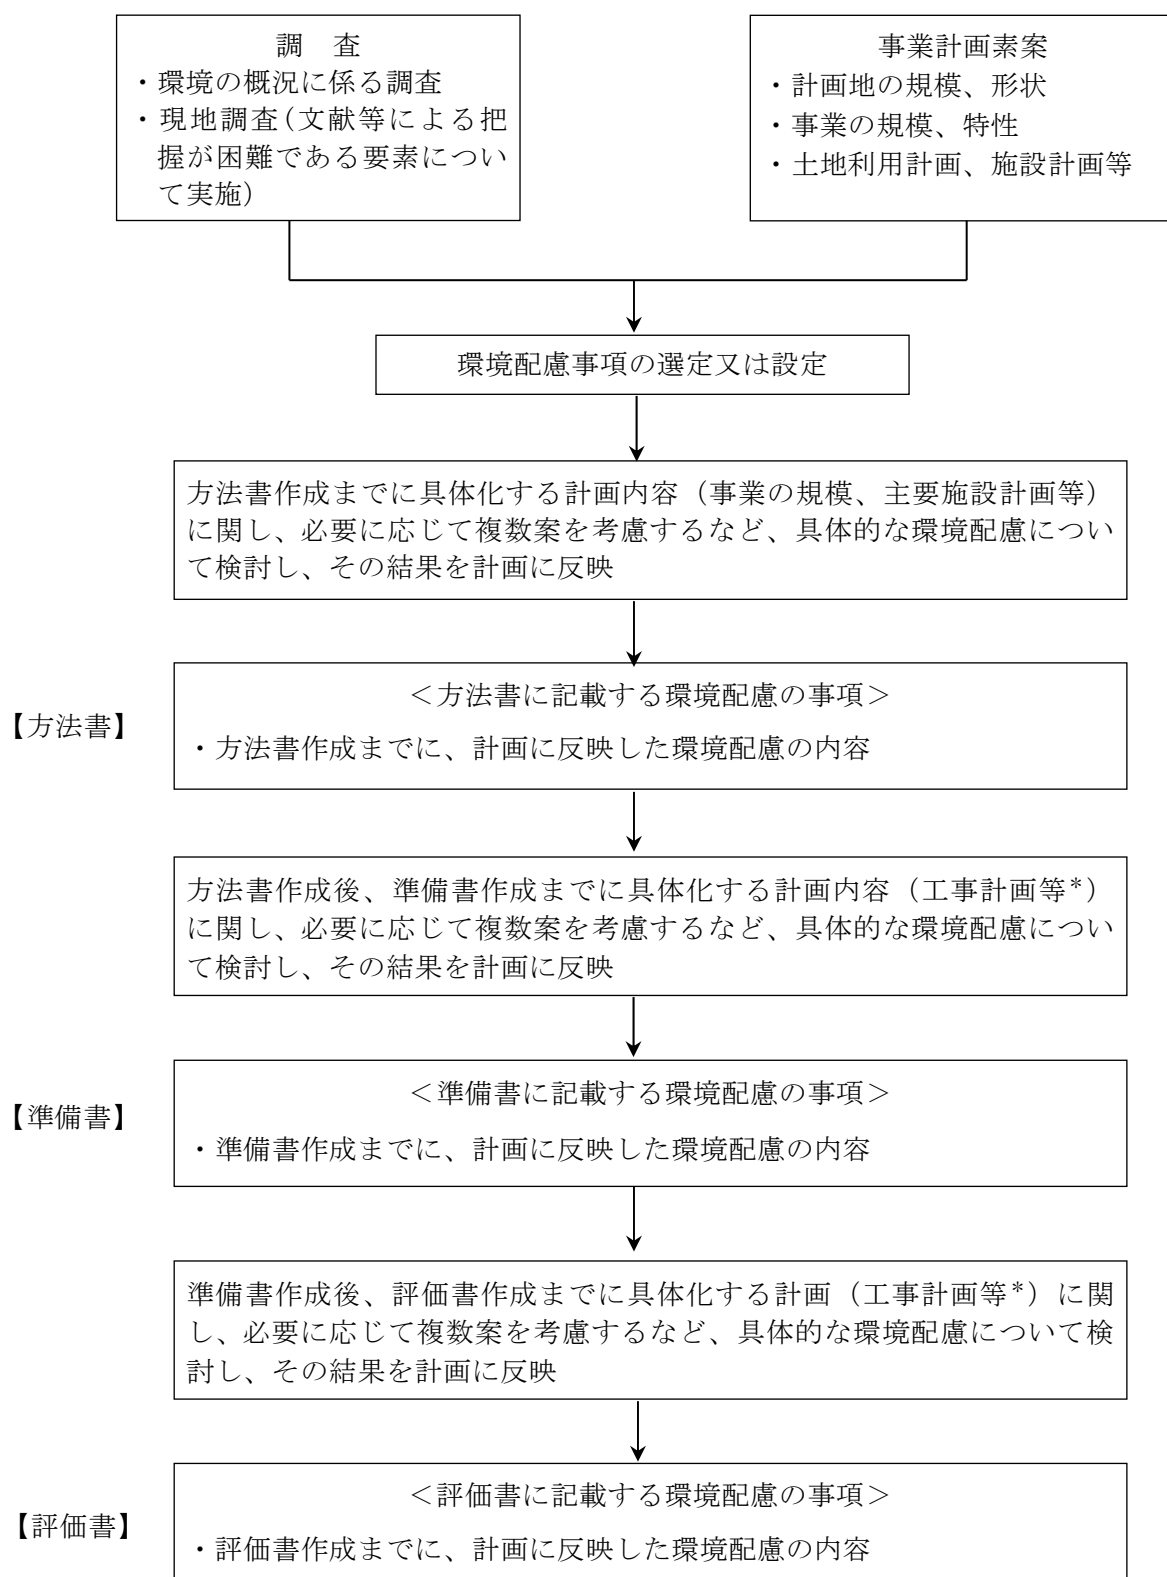 調　査
・環境の概況に係る調査
・現地調査(文献等による把
握が困難である要素につい
て実施)
事業計画素案
・計画地の規模、形状
・事業の規模、特性
・土地利用計画、施設計画等
環境配慮事項の選定又は設定
方法書作成までに具体化する計画内容（事業の規模、主要施設計画等）
に関し、必要に応じて複数案を考慮するなど、具体的な環境配慮につい
て検討し、その結果を計画に反映
【方法書】
＜方法書に記載する環境配慮の事項＞
・方法書作成までに、計画に反映した環境配慮の内容
方法書作成後、準備書作成までに具体化する計画内容（工事計画等*）
に関し、必要に応じて複数案を考慮するなど、具体的な環境配慮につい
て検討し、その結果を計画に反映
【準備書】
＜準備書に記載する環境配慮の事項＞
・準備書作成までに、計画に反映した環境配慮の内容
準備書作成後、評価書作成までに具体化する計画（工事計画等*）に関
し、必要に応じて複数案を考慮するなど、具体的な環境配慮について検
討し、その結果を計画に反映
【評価書】
＜評価書に記載する環境配慮の事項＞
・評価書作成までに、計画に反映した環境配慮の内容